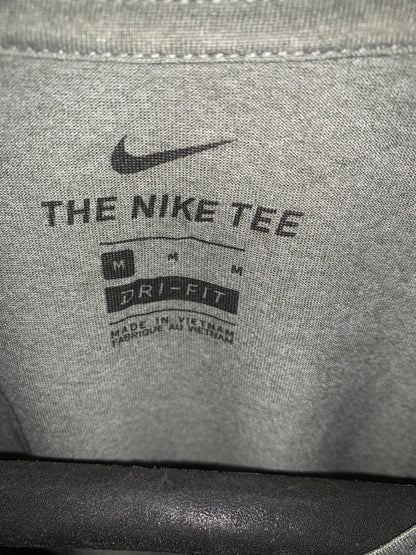 THE NIKE TEE
M M M
DRI-FIT
MADE IN VIETNAM
FABRIQUE AU VIETNAM